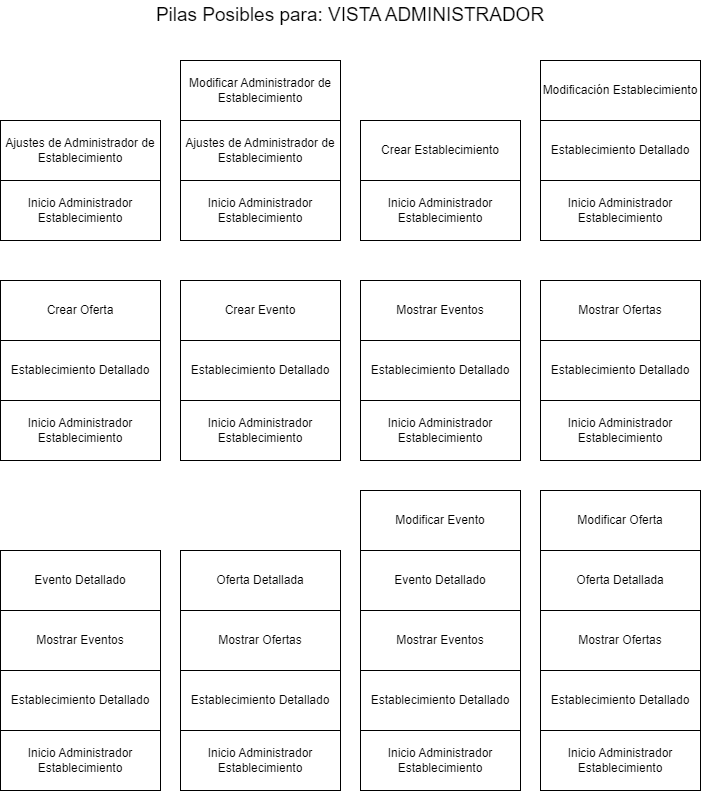 Pilas Posibles para: VISTA ADMINISTRADOR
Ajustes de Administrador de
Establecimiento
Inicio Administrador
Establecimiento
Modificar Administrador de
Establecimiento
Ajustes de Administrador de
Establecimiento
Inicio Administrador
Establecimiento
Crear Establecimiento
Inicio Administrador
Establecimiento
Modificación Establecimiento
Establecimiento Detallado
Inicio Administrador
Establecimiento
Crear Oferta
Establecimiento Detallado
Inicio Administrador
Establecimiento
Crear Evento
Establecimiento Detallado
Inicio Administrador
Establecimiento
Mostrar Eventos
Establecimiento Detallado
Inicio Administrador
Establecimiento
Mostrar Ofertas
Establecimiento Detallado
Inicio Administrador
Establecimiento
Evento Detallado
Mostrar Eventos
Establecimiento Detallado
Inicio Administrador
Establecimiento
Oferta Detallada
Mostrar Ofertas
Establecimiento Detallado
Inicio Administrador
Establecimiento
Modificar Evento
Evento Detallado
Mostrar Eventos
Establecimiento Detallado
Inicio Administrador
Establecimiento
Modificar Oferta
Oferta Detallada
Mostrar Ofertas
Establecimiento Detallado
Inicio Administrador
Establecimiento